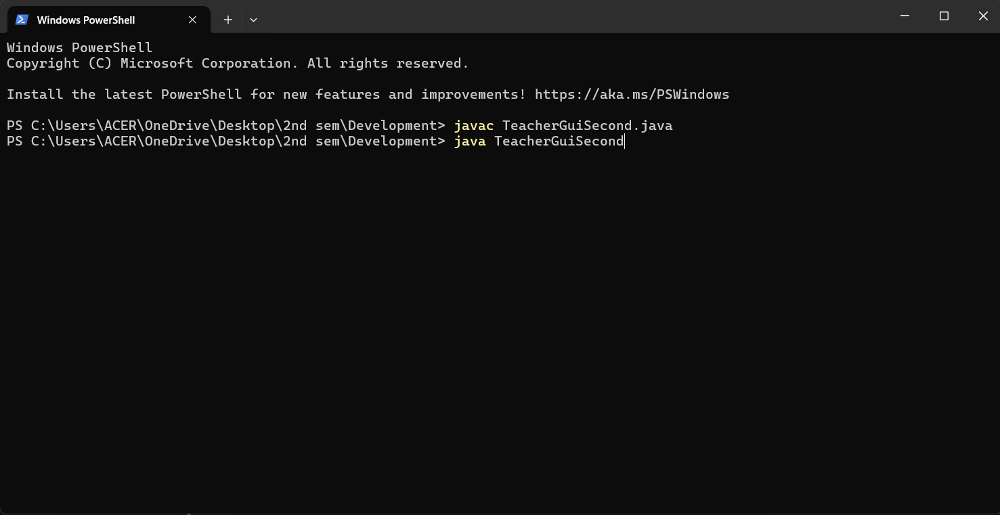 Windows PowerShell
Windows PowerShell
Copyright (C) Microsoft Corporation. All rights reserved.
Install the latest PowerShell for new features and improvements! https://aka.ms/PSWindows
PS C:\Users\ACER\OneDrive\Desktop\2nd sem\Development> javac TeacherGuiSecond.java
PS C:\Users\ACER\OneDrive\Desktop\2nd sem\Development> java TeacherGuiSecond